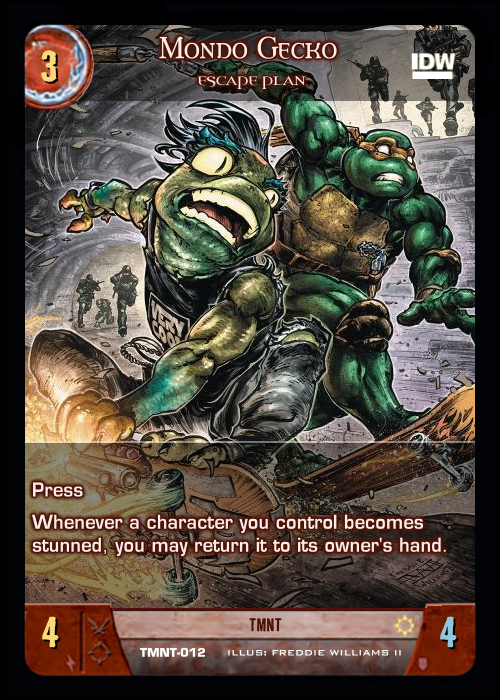 3
MONDO GECKO
ESCAPE PLAN
IDW
VERY
Press
Whenever a character you control becomes
stunned, you may return it to its owner's hand.
4
TMNT
4
TMNT-012 ILLUS: FREDDIE WILLIAMS II